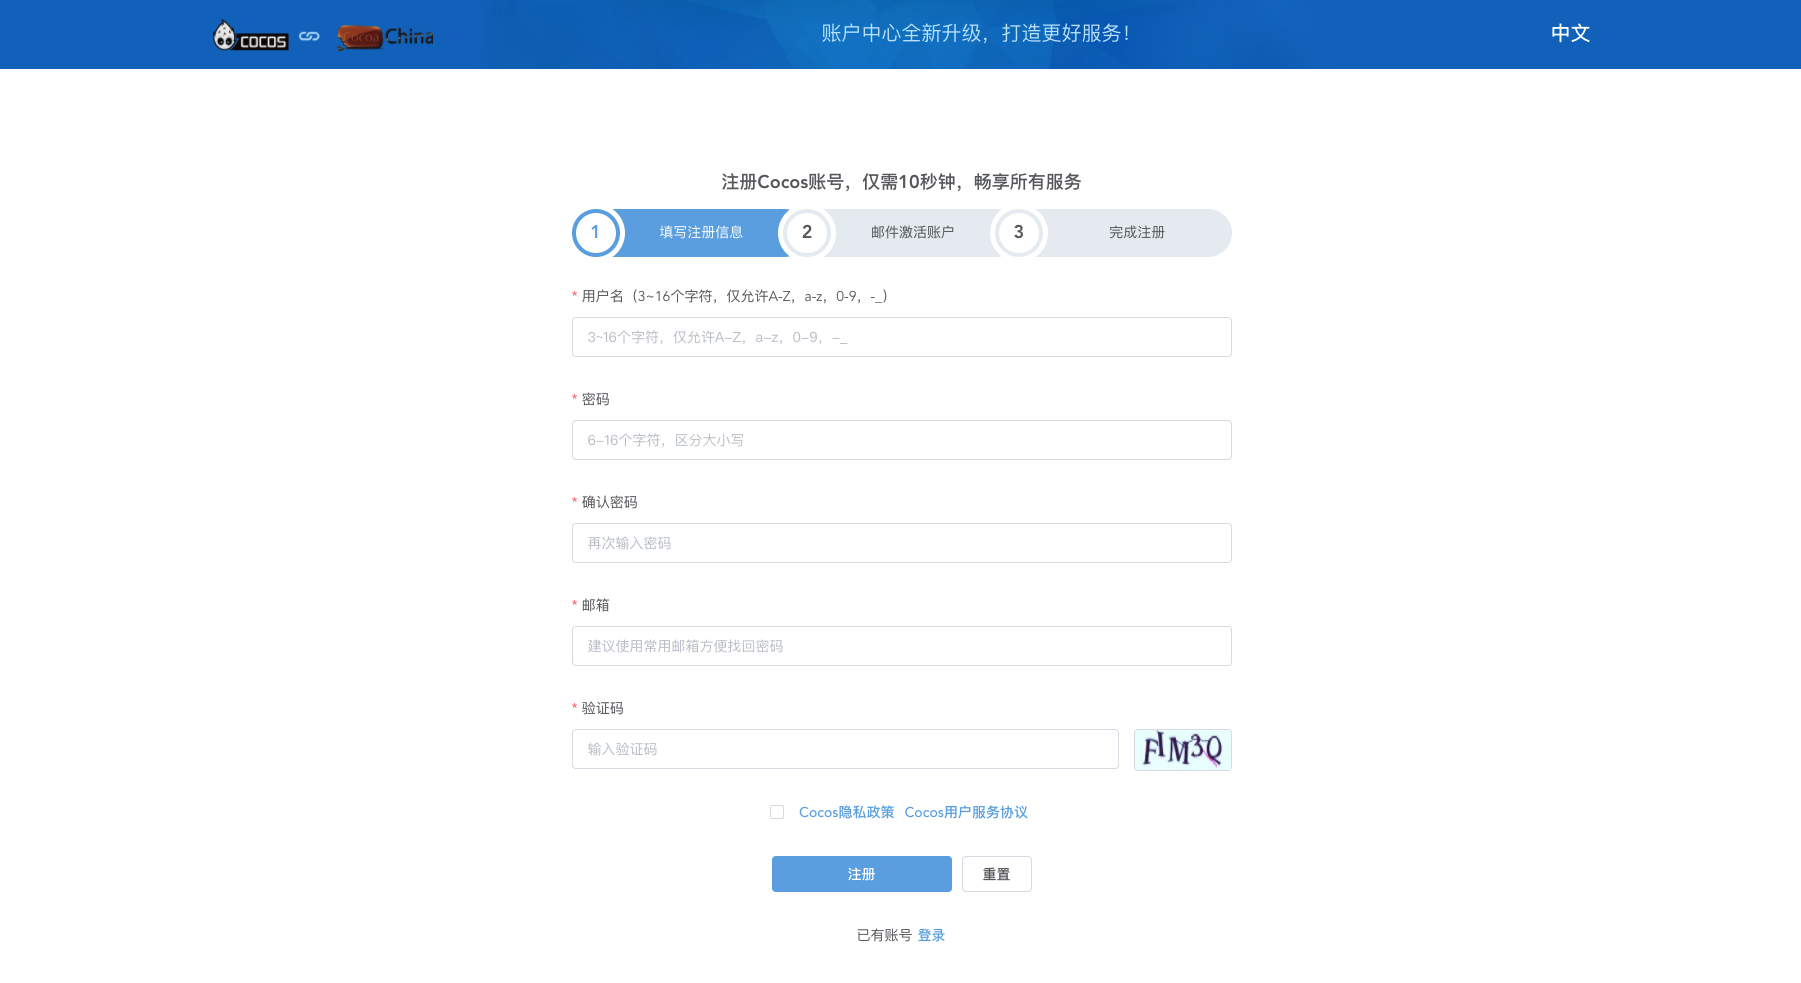 COCOS Cocoa China
账户中心全新升级，打造更好服务！
中文
注册Cocos账号，仅需10秒钟，畅享所有服务
1 填写注册信息 2 邮件激活账户 3 完成注册
* 用户名（3~16个字符，仅允许A-Z，a-z，0-9，-_）
3~16个字符，仅允许A-Z，a-z，0-9，-_
* 密码
6-16个字符，区分大小写
* 确认密码
再次输入密码
* 邮箱
建议使用常用邮箱方便找回密码
* 验证码
输入验证码
FIM3Q
Cocos隐私政策 Cocos用户服务协议
注册 重置
已有账号 登录